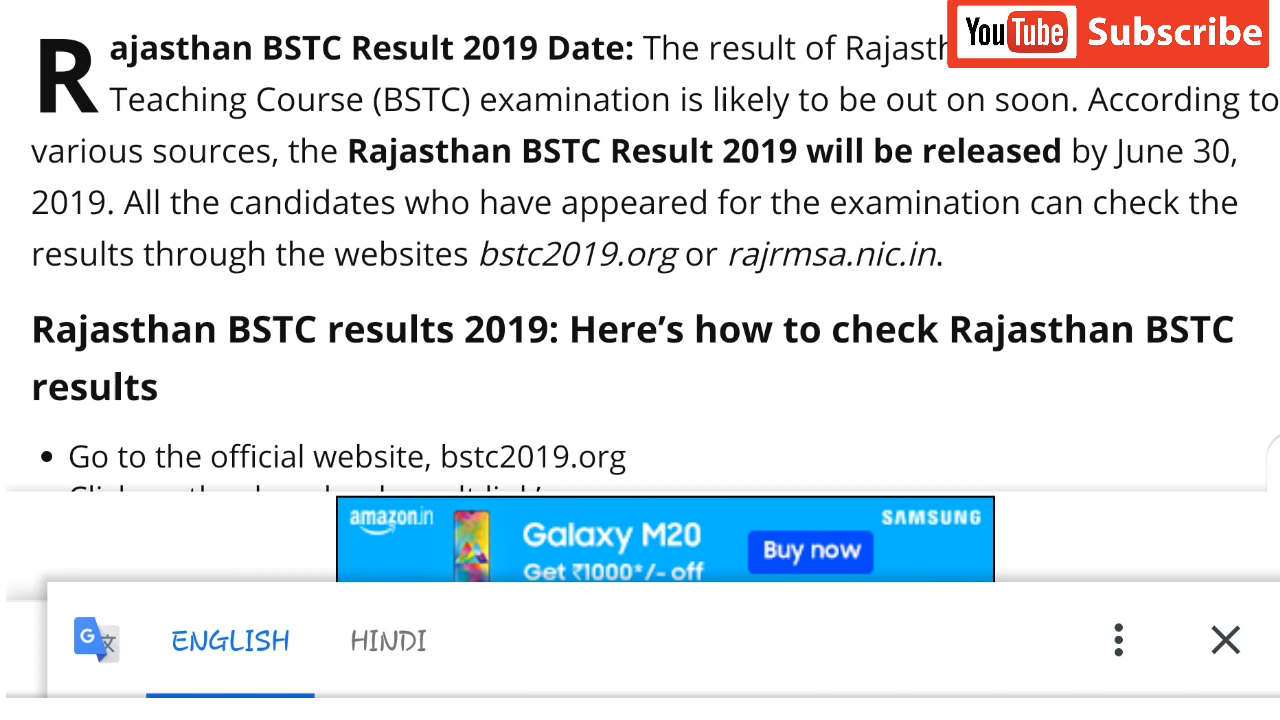 Rajasthan BSTC Result 2019 Date: The result of
YouTube Subscribe
Teaching Course (BSTC) examination is likely to be out on soon. According to
various sources, the Rajasthan BSTC Result 2019 will be released by June 30,
2019. All the candidates who have appeared for the examination can check the
results through the websites bstc2019.org or rajrmsa.nic.in.
Rajasthan BSTC results 2019: Here’s how to check Rajasthan BSTC
results
• Go to the official website, bstc2019.org
amazon.in
SAMSUNG
Galaxy M20
Buy now
Get ₹1000*/- off
G 文
ENGLISH HINDI